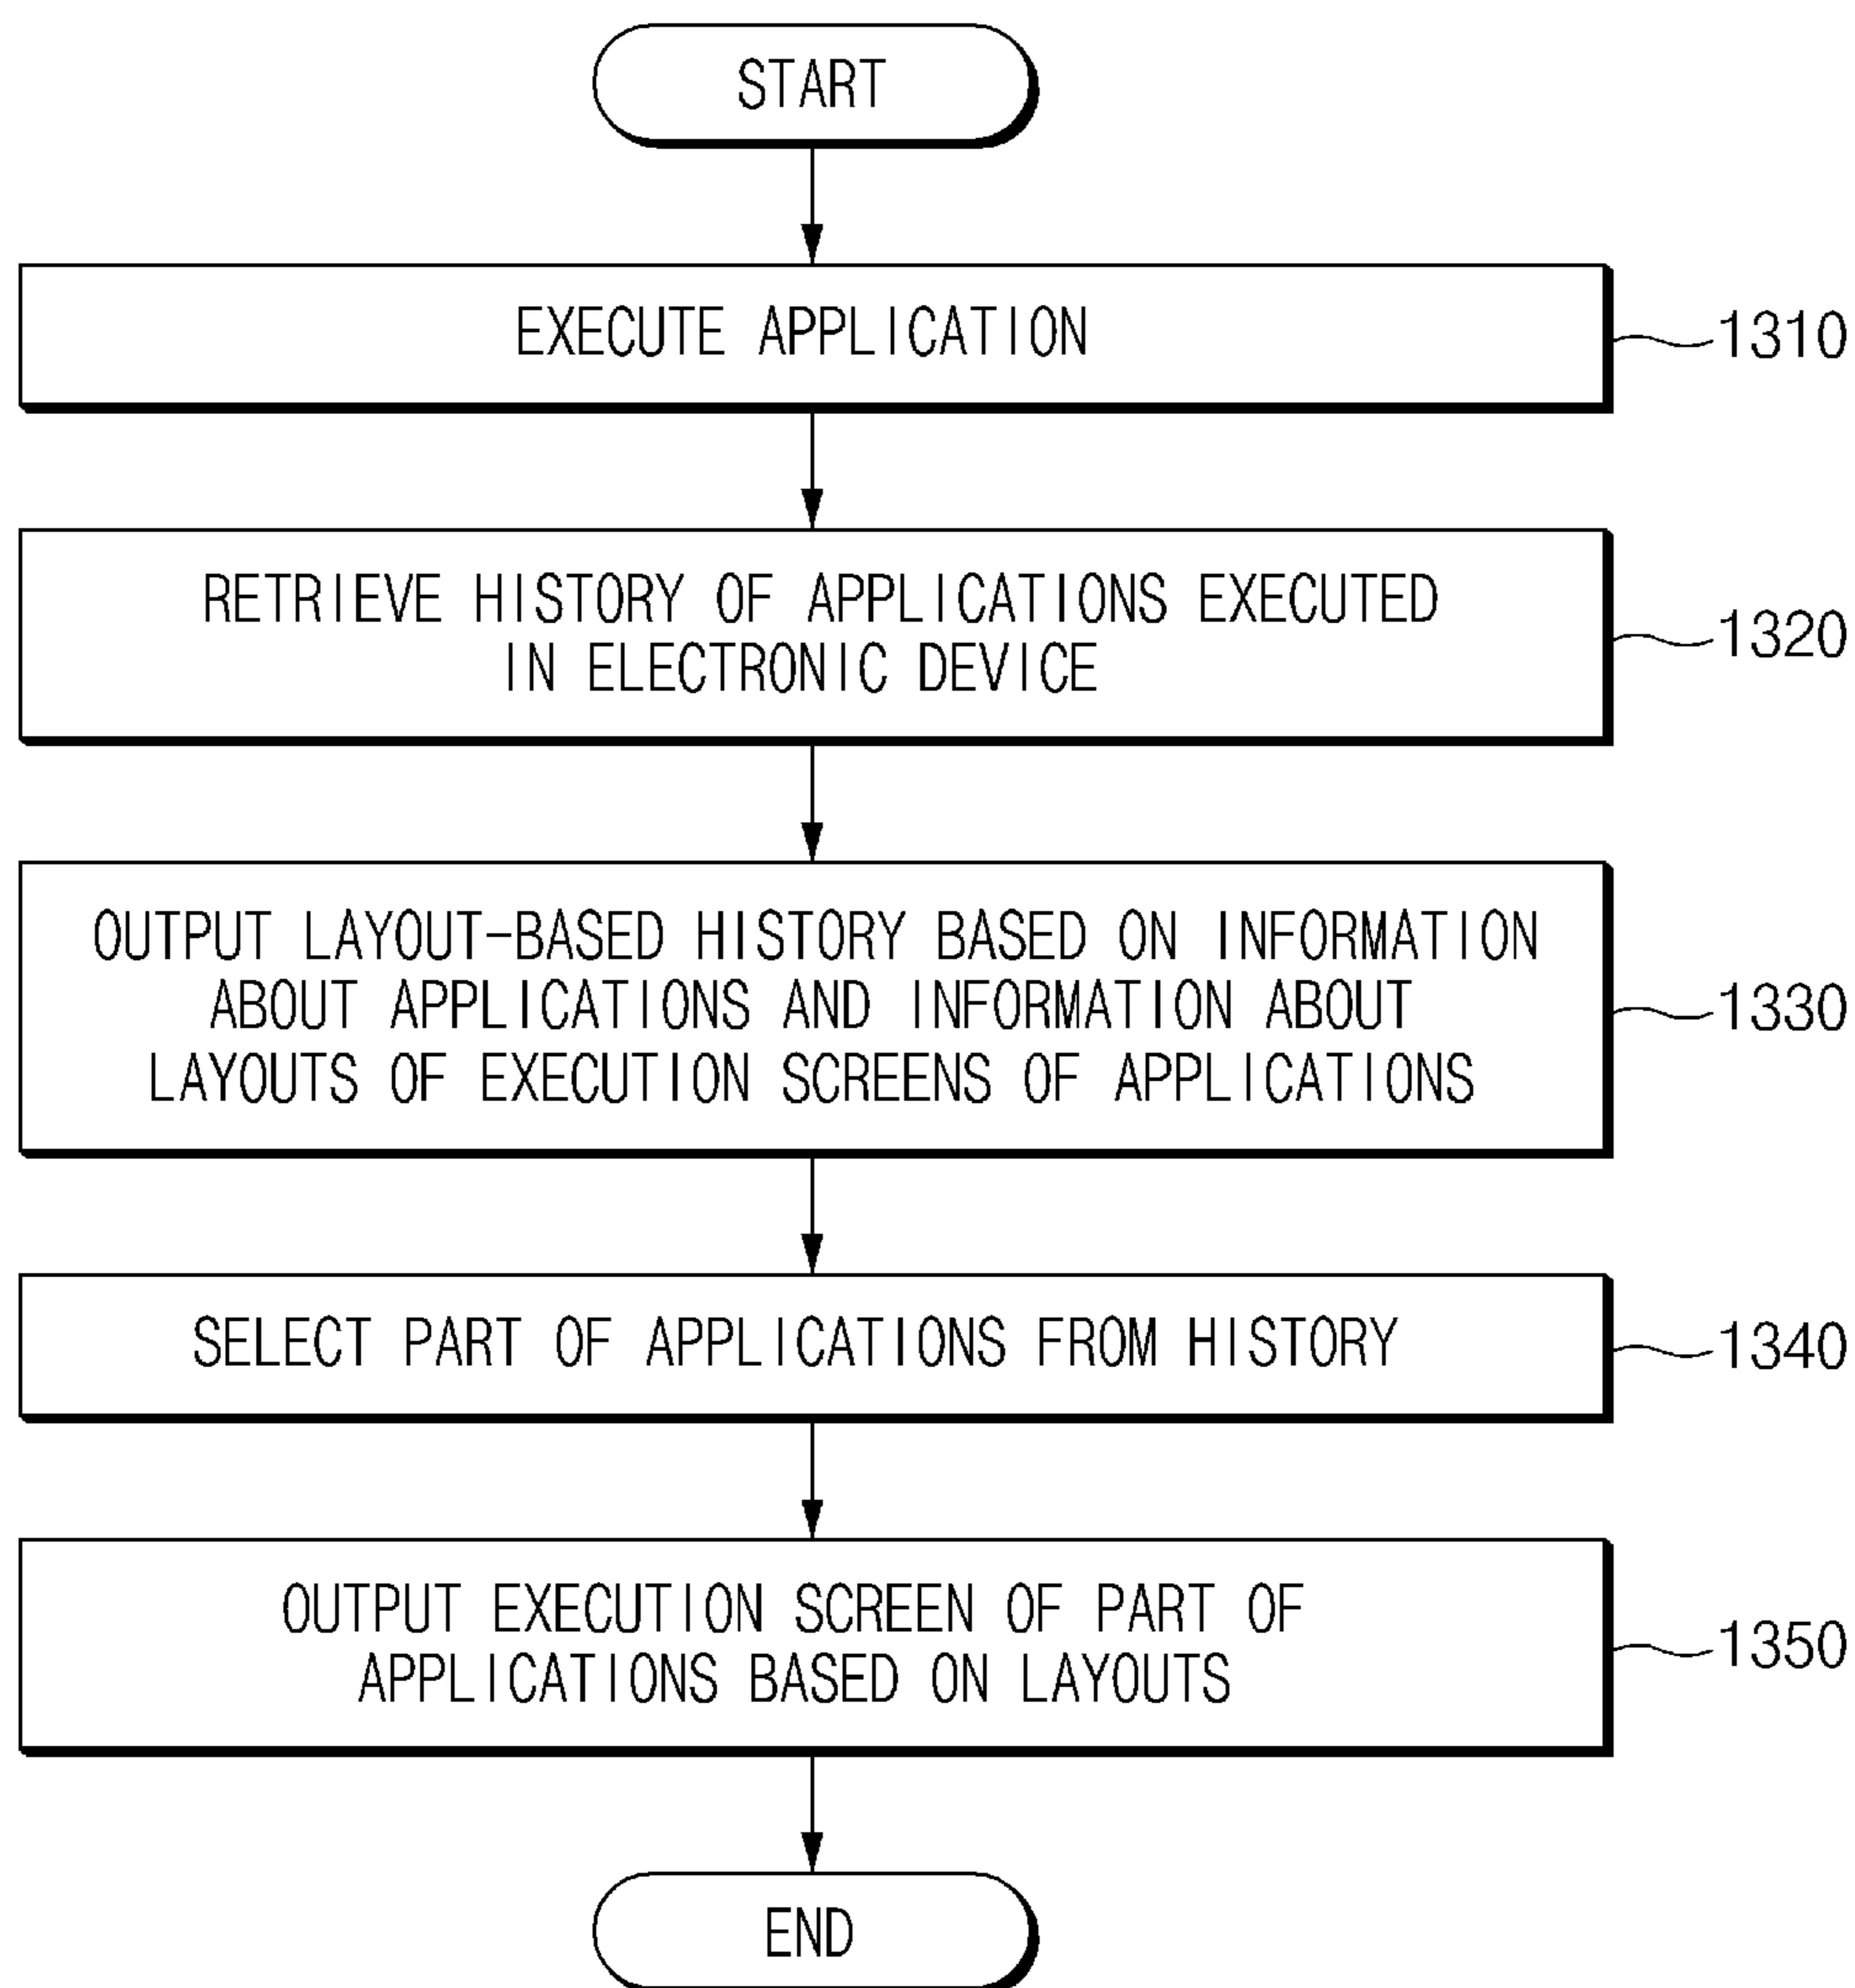 START
EXECUTE APPLICATION
1310
RETRIEVE HISTORY OF APPLICATIONS EXECUTED
IN ELECTRONIC DEVICE
1320
OUTPUT LAYOUT-BASED HISTORY BASED ON INFORMATION
ABOUT APPLICATIONS AND INFORMATION ABOUT
LAYOUTS OF EXECUTION SCREENS OF APPLICATIONS
1330
SELECT PART OF APPLICATIONS FROM HISTORY
1340
OUTPUT EXECUTION SCREEN OF PART OF
APPLICATIONS BASED ON LAYOUTS
1350
END